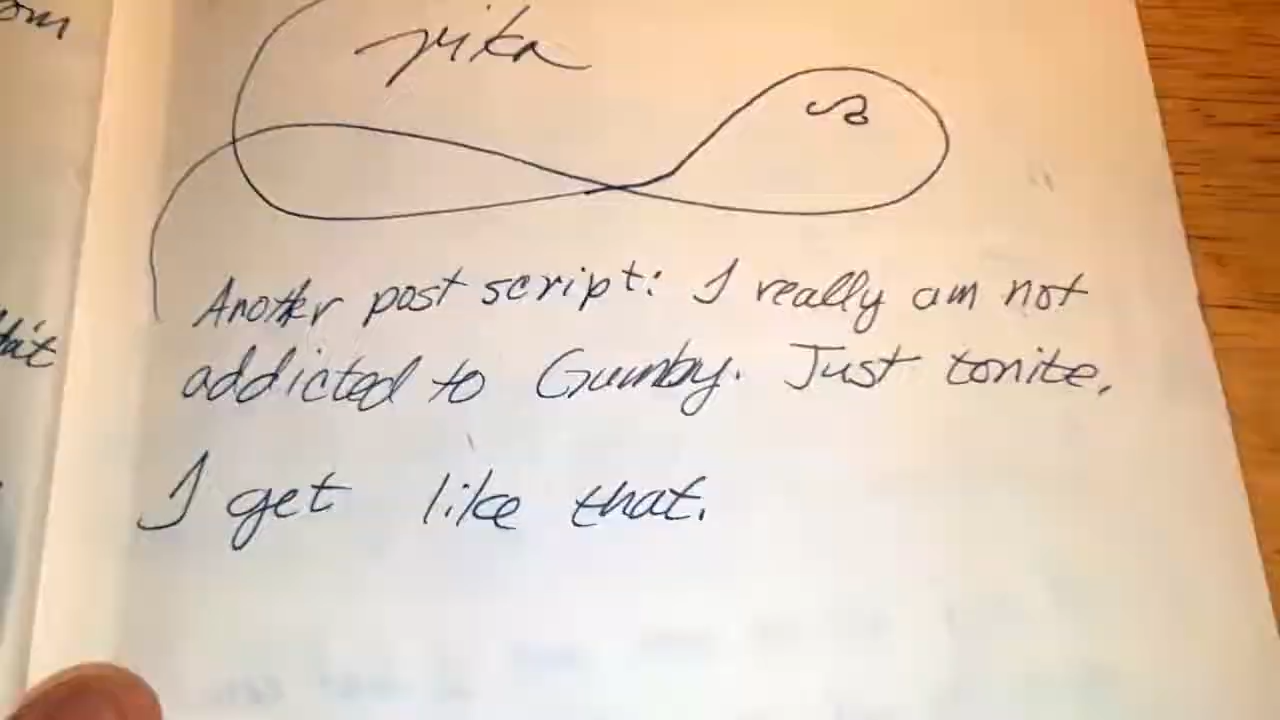 Another post script: I really am not
addicted to Gumby. Just tonite.
I get like that.